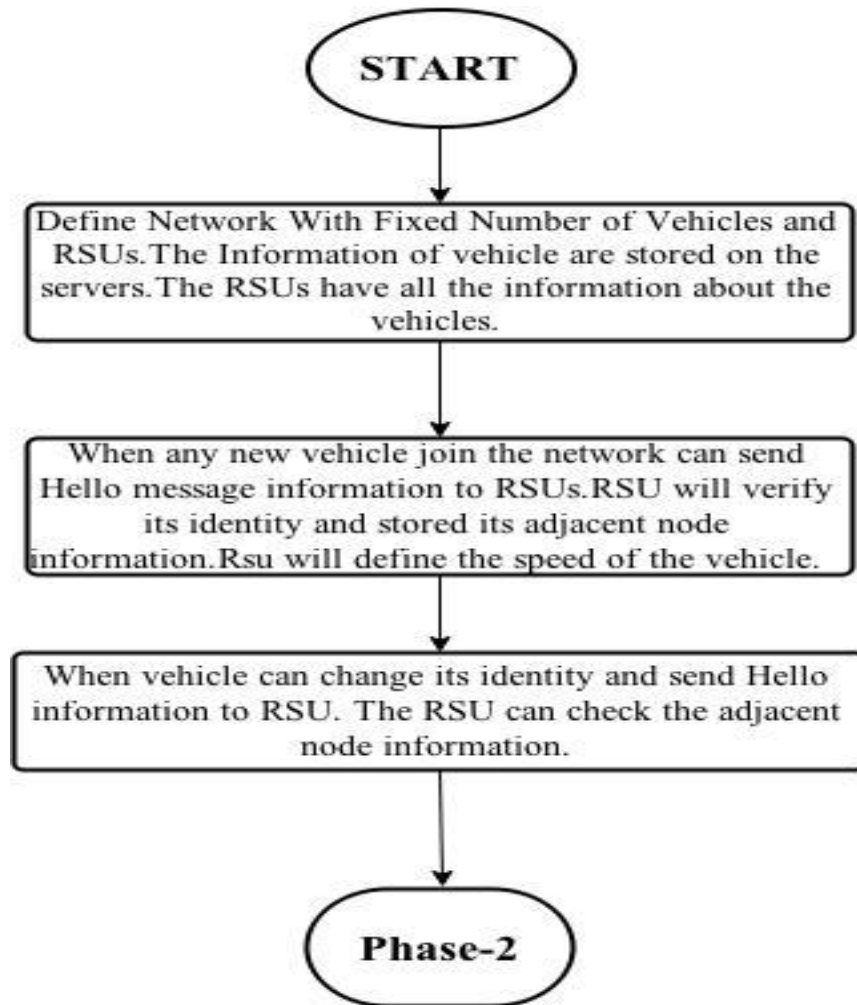 START
Define Network With Fixed Number of Vehicles and
RSUs.The Information of vehicle are stored on the
servers.The RSUs have all the information about the
vehicles.
When any new vehicle join the network can send
Hello message information to RSUs.RSU will verify
its identity and stored its adjacent node
information.Rsu will define the speed of the vehicle.
When vehicle can change its identity and send Hello
information to RSU. The RSU can check the adjacent
node information.
Phase-2